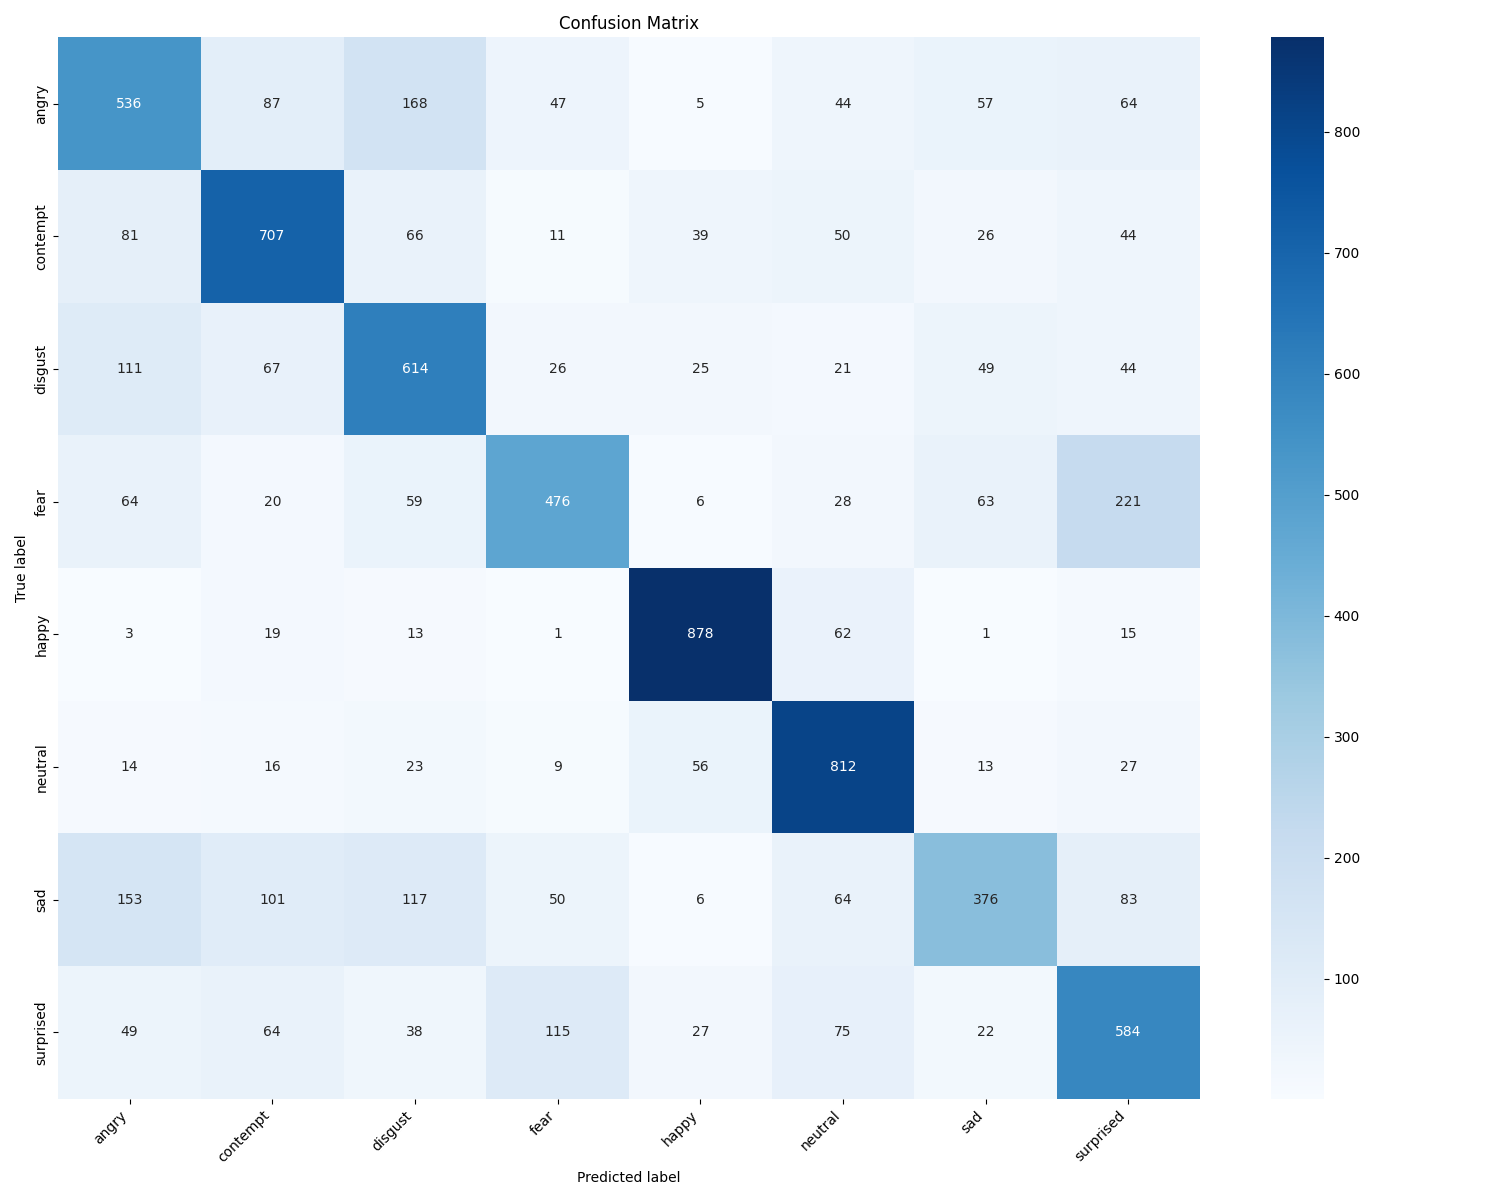 Confusion Matrix
angry 536 87 168 47 5 44 57 64
contempt 81 707 66 11 39 50 26 44
disgust 111 67 614 26 25 21 49 44
fear 64 20 59 476 6 28 63 221
happy 3 19 13 1 878 62 1 15
neutral 14 16 23 9 56 812 13 27
sad 153 101 117 50 6 64 376 83
surprised 49 64 38 115 27 75 22 584
True label
angry contempt disgust fear happy neutral sad surprised
Predicted label
800
700
600
500
400
300
200
100